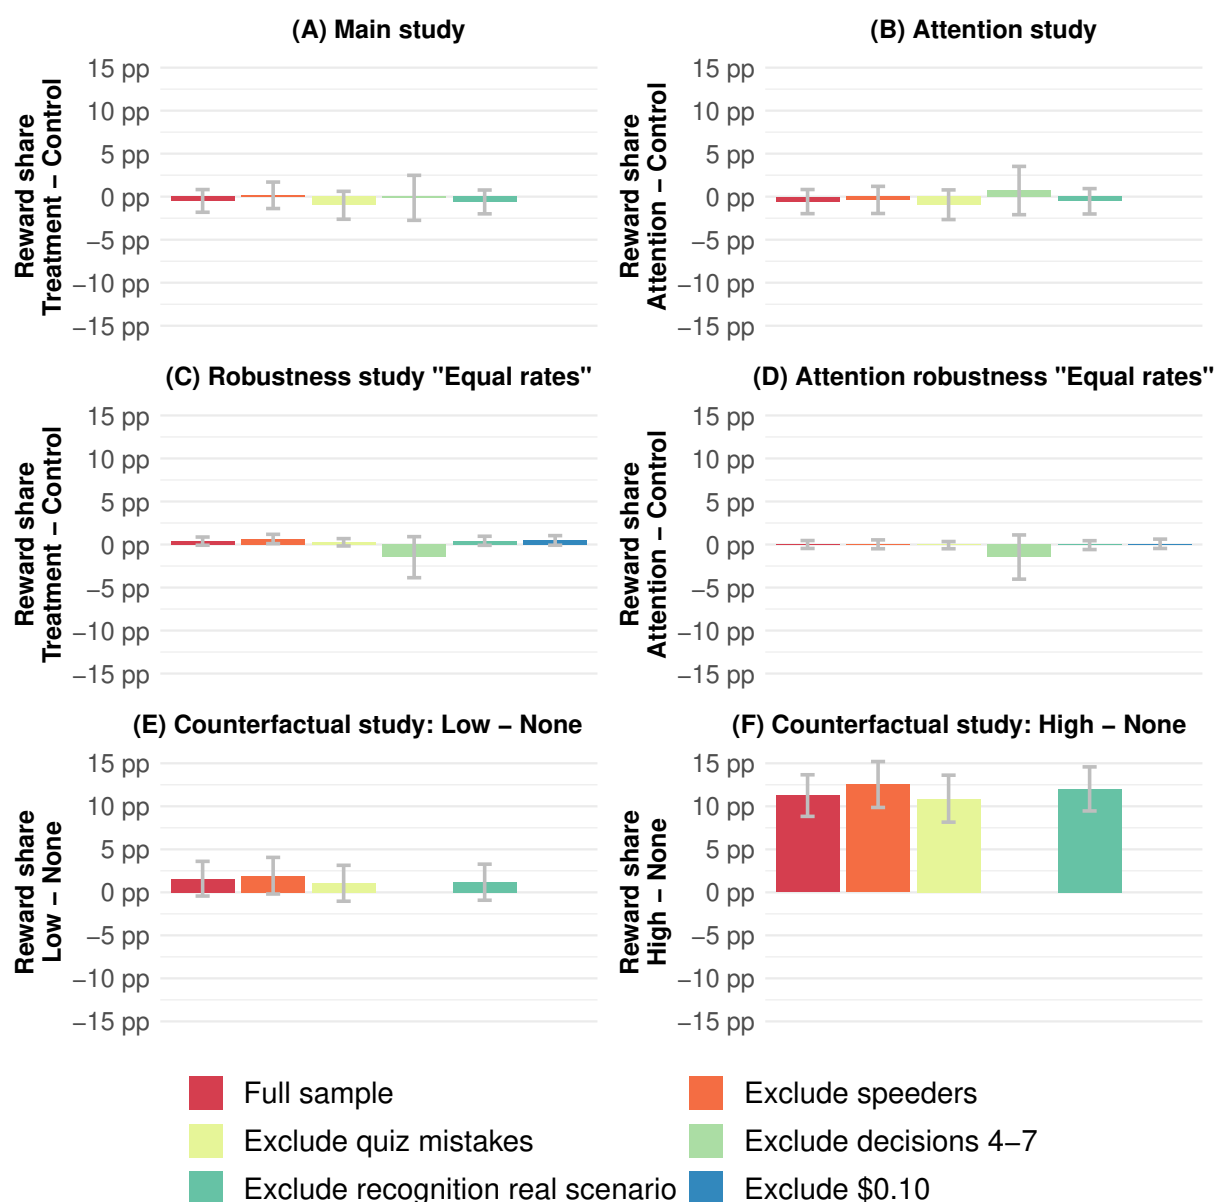 (A) Main study
Reward share
Treatment − Control
15 pp
10 pp
5 pp
0 pp
−5 pp
−10 pp
−15 pp
(B) Attention study
Reward share
Attention − Control
15 pp
10 pp
5 pp
0 pp
−5 pp
−10 pp
−15 pp
(C) Robustness study "Equal rates"
Reward share
Treatment − Control
15 pp
10 pp
5 pp
0 pp
−5 pp
−10 pp
−15 pp
(D) Attention robustness "Equal rates"
Reward share
Attention − Control
15 pp
10 pp
5 pp
0 pp
−5 pp
−10 pp
−15 pp
(E) Counterfactual study: Low − None
Reward share
Low − None
15 pp
10 pp
5 pp
0 pp
−5 pp
−10 pp
−15 pp
(F) Counterfactual study: High − None
Reward share
High − None
15 pp
10 pp
5 pp
0 pp
−5 pp
−10 pp
−15 pp
Full sample
Exclude speeders
Exclude quiz mistakes
Exclude decisions 4−7
Exclude recognition real scenario
Exclude $0.10